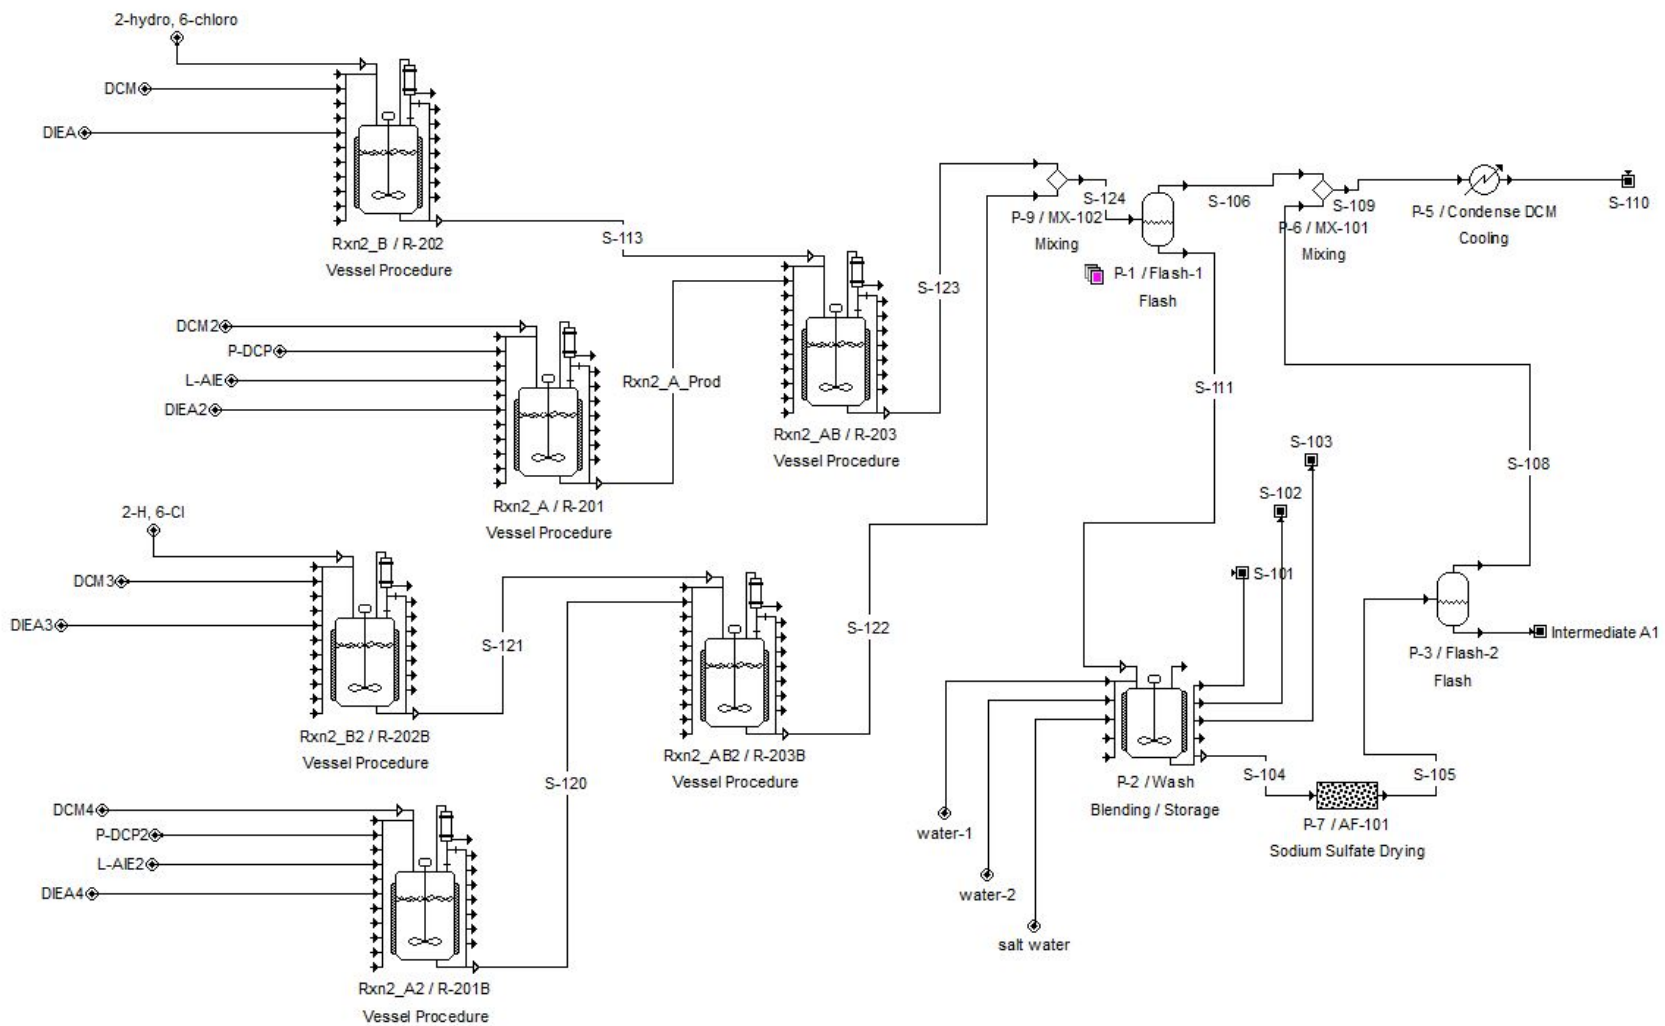 2-hydro, 6-chloro
DCM
DIEA
Rxn2_B / R-202
Vessel Procedure
S-113
DCM2
P-DCP
L-AIE
DIEA2
Rxn2_A / R-201
Vessel Procedure
Rxn2_A_Prod
Rxn2_AB / R-203
Vessel Procedure
S-123
S-124
P-9 / MX-102
Mixing
P-1 / Flash-1
Flash
S-106
S-109
P-6 / MX-101
Mixing
P-5 / Condense DCM
Cooling
S-110
S-111
S-108
2-H, 6-Cl
DCM3
DIEA3
Rxn2_B2 / R-202B
Vessel Procedure
S-121
S-120
DCM4
P-DCP2
L-AIE2
DIEA4
Rxn2_A2 / R-201B
Vessel Procedure
Rxn2_AB2 / R-203B
Vessel Procedure
S-122
S-103
S-102
S-101
P-2 / Wash
Blending / Storage
water-1
water-2
salt water
S-104
P-7 / AF-101
Sodium Sulfate Drying
S-105
P-3 / Flash-2
Flash
Intermediate A1